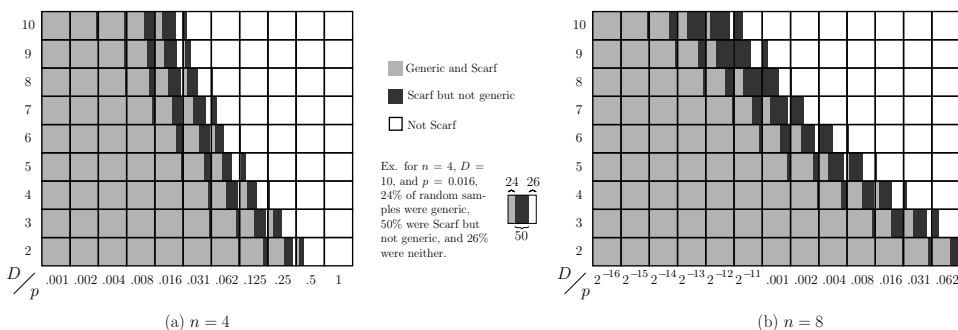 10
9
8
7
6
5
4
3
2
D/p
.001 .002 .004 .008 .016 .031 .062 .125 .25 .5 1
(a) n = 4
Generic and Scarf
Scarf but not generic
Not Scarf
Ex. for n = 4, D =
10, and p = 0.016,
24% of random sam-
ples were generic,
50% were Scarf but
not generic, and 26%
were neither.
24 26
50
10
9
8
7
6
5
4
3
2
D/p
2⁻¹⁶ 2⁻¹⁵ 2⁻¹⁴ 2⁻¹³ 2⁻¹² 2⁻¹¹ .001 .002 .004 .008 .016 .031 .062
(b) n = 8